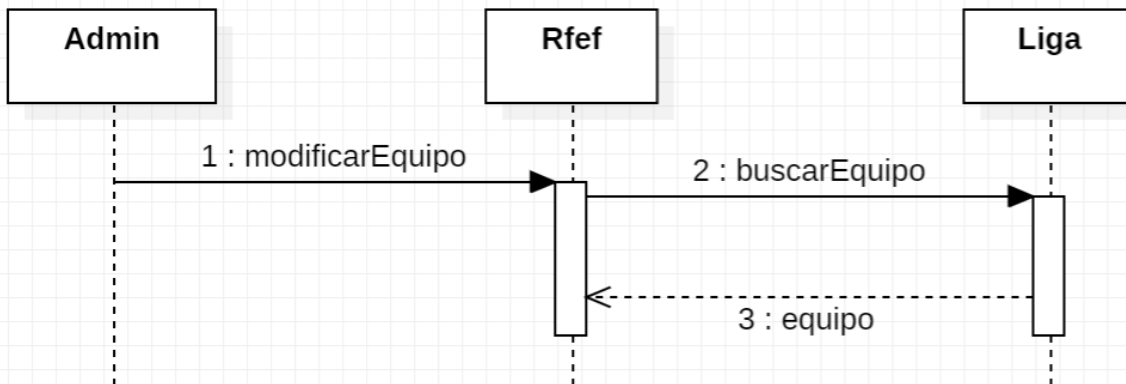 Admin
Rfef
Liga
1 : modificarEquipo
2 : buscarEquipo
3 : equipo